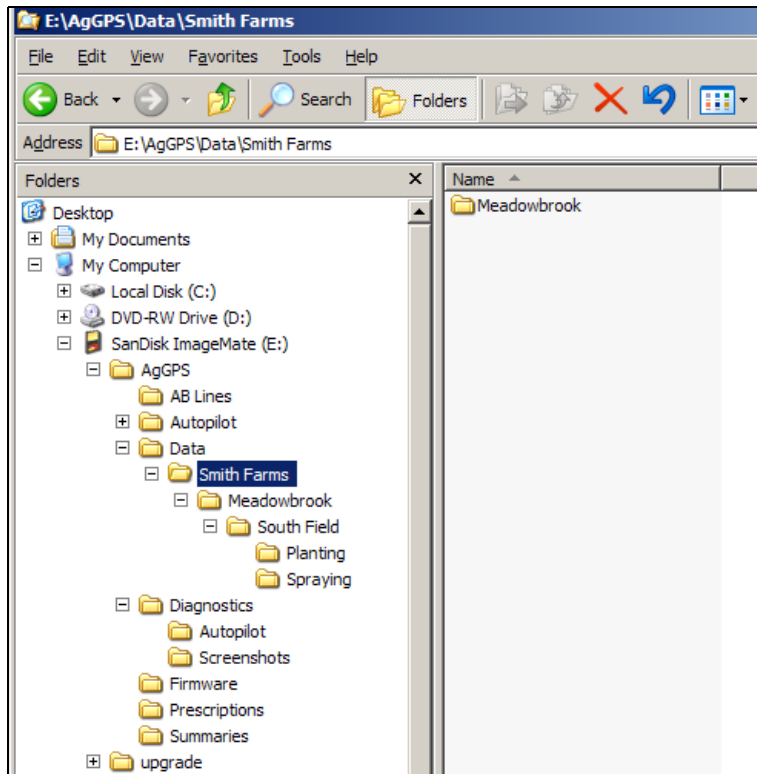 E:\AgGPS\Data\Smith Farms
File Edit View Favorites Tools Help
Back Search Folders
Address E:\AgGPS\Data\Smith Farms
Folders
Desktop
My Documents
My Computer
Local Disk (C:)
DVD-RW Drive (D:)
SanDisk ImageMate (E:)
AgGPS
AB Lines
Autopilot
Data
Smith Farms
Meadowbrook
South Field
Planting
Spraying
Diagnostics
Autopilot
Screenshots
Firmware
Prescriptions
Summaries
upgrade
Name
Meadowbrook